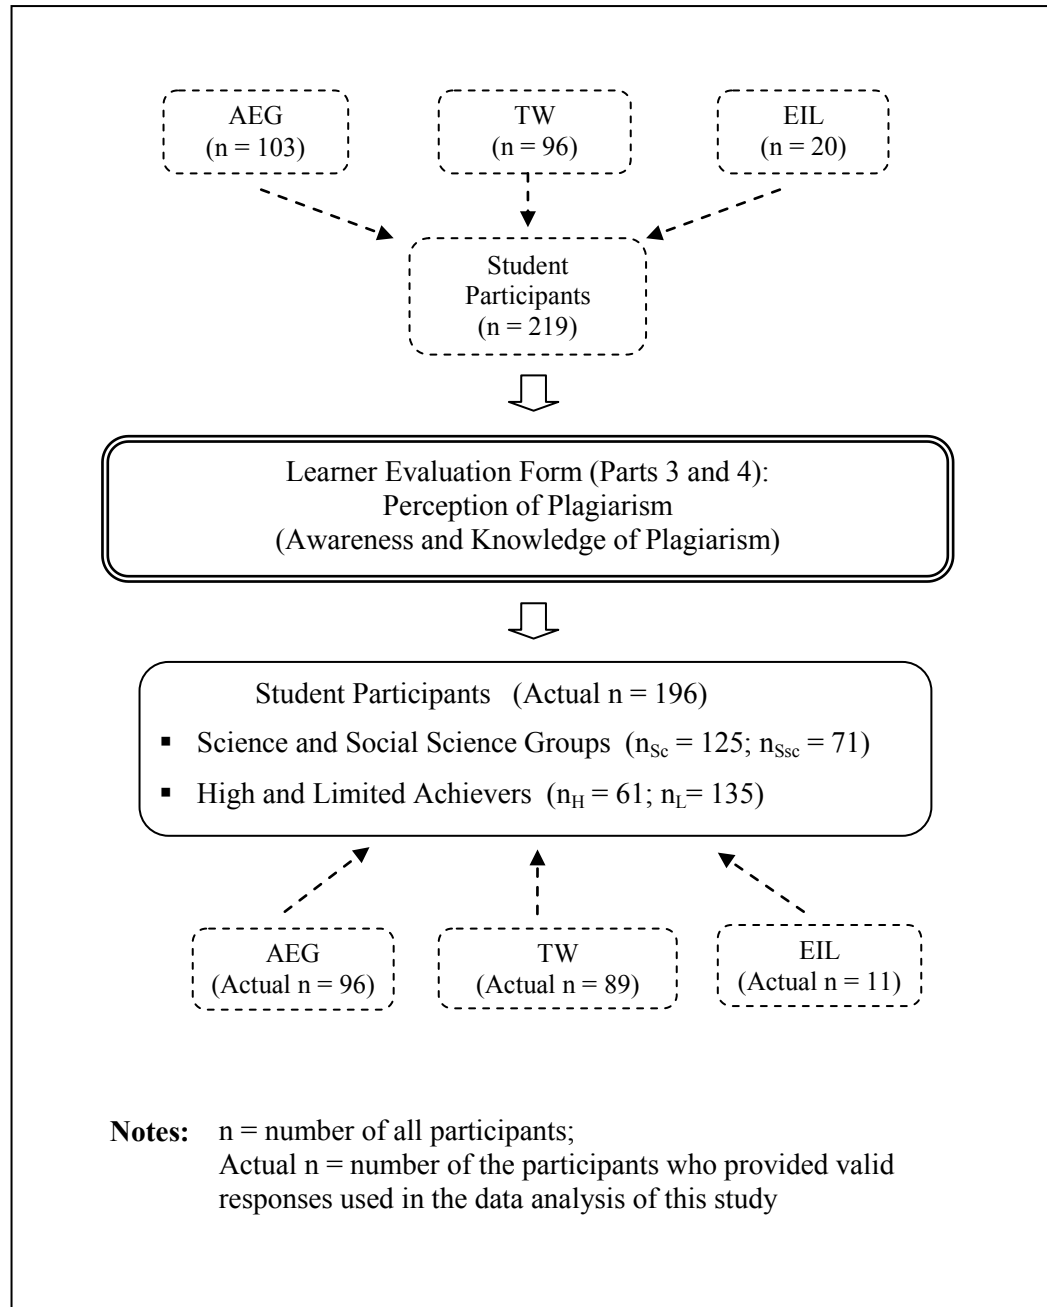 AEG
(n = 103)
TW
(n = 96)
EIL
(n = 20)
Student
Participants
(n = 219)
Learner Evaluation Form (Parts 3 and 4):
Perception of Plagiarism
(Awareness and Knowledge of Plagiarism)
Student Participants (Actual n = 196)
▪ Science and Social Science Groups (nSc = 125; nSsc = 71)
▪ High and Limited Achievers (nH = 61; nL= 135)
AEG
(Actual n = 96)
TW
(Actual n = 89)
EIL
(Actual n = 11)
Notes: n = number of all participants;
Actual n = number of the participants who provided valid
responses used in the data analysis of this study